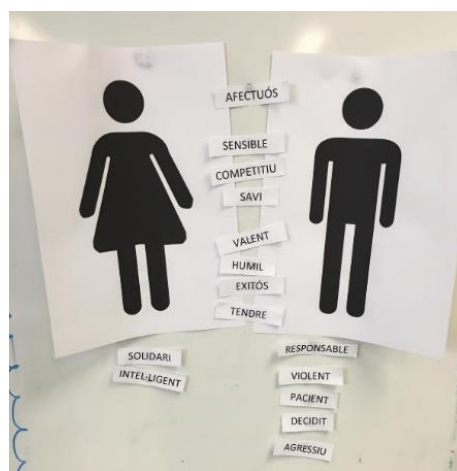 AFECTUÓS
SENSIBLE
COMPETITIU
SAVI
VALENT
HUMIL
EXITÓS
TENDRE
SOLIDARI
INTEL·LIGENT
RESPONSABLE
VIOLENT
PACIENT
DECIDIT
AGRESSIU